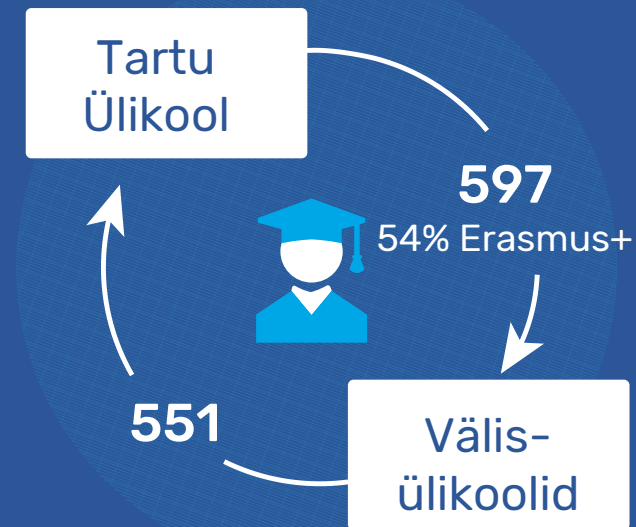 Tartu
Ülikool
597
54% Erasmus+
551
Välis-
ülikoolid